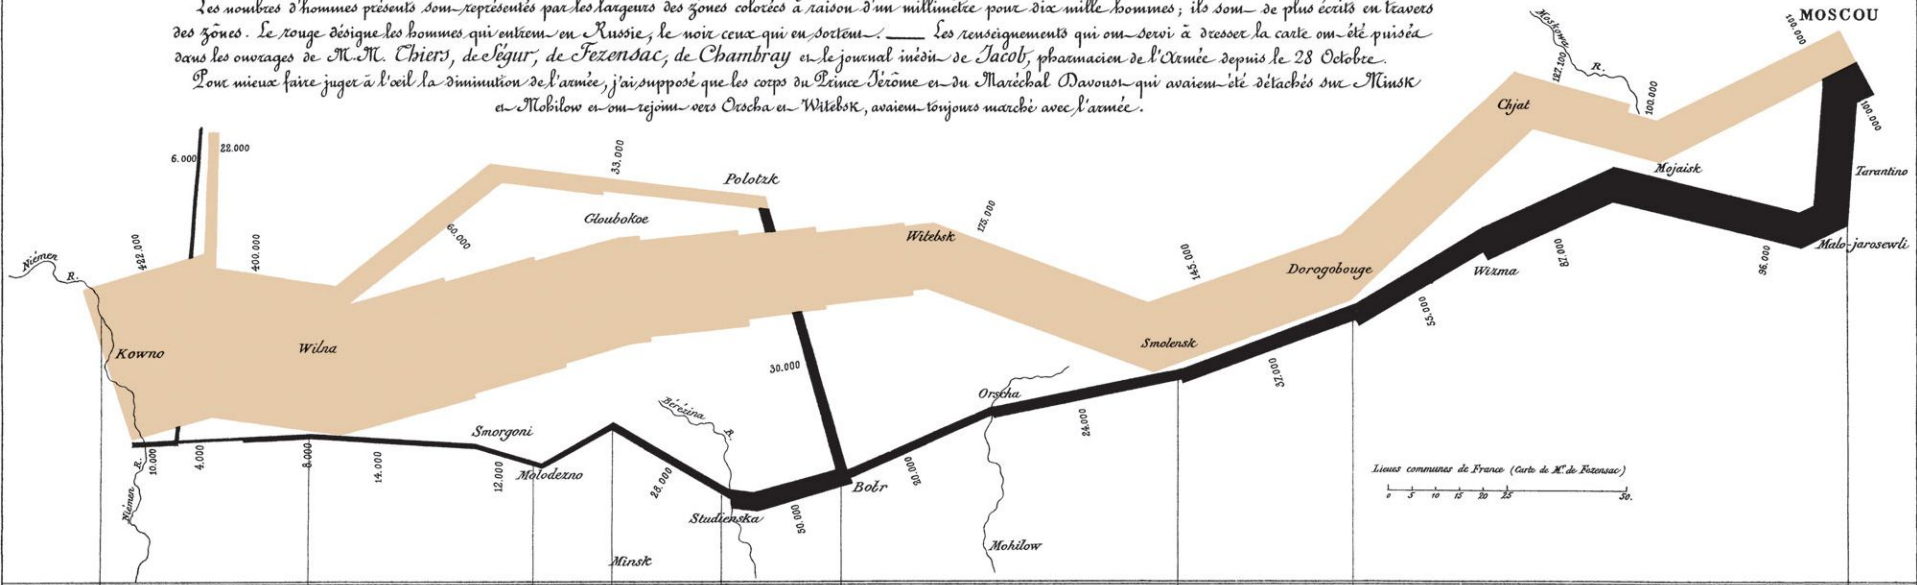 Les nombres d'hommes présents sont représentés par les largeurs des zones colorées à raison d'un millimètre pour dix mille hommes; ils sont de plus écrits en travers
des zônes. Le rouge désigne les hommes qui entrent en Russie, le noir ceux qui en sortent. — Les renseignements qui ont servi à dresser la carte ont été puisés
dans les ouvrages de M.M. Thiers, de Ségur, de Fezensac, de Chambray et le journal inédit de Jacob, pharmacien de l'Armée depuis le 28 Octobre.
Pour mieux faire juger à l'œil la diminution de l'armée, j'ai supposé que les corps du Prince Jérôme et du Maréchal Davoust qui avaient été détachés sur Minsk
et Mohilow et ont rejoint vers Orscha et Witebsk, avaient toujours marché avec l'armée.
MOSCOU
100.000
Moskowa
R.
127.100
100.000
Chjat
100.000
6.000
22.000
33.000
Polotzk
Mojaisk
Tarantino
Gloubokoe
60.000
422.000
400.000
175.000
Witebsk
Niémen
R.
145.000
Dorogobouge
Wizma
87.000
96.000
Malo-jarosewli
Kowno
Wilna
55.000
Smolensk
30.000
37.000
Orscha
Bérézina
R.
24.000
Smorgoni
10.000
4.000
8.000
14.000
12.000
Molodezno
28.000
20.000
Bobr
Studienska
50.000
Niémen
R.
Lieues communes de France (Carte de M. de Fezensac)
0 5 10 15 20 25 50.
Minsk
Mohilow